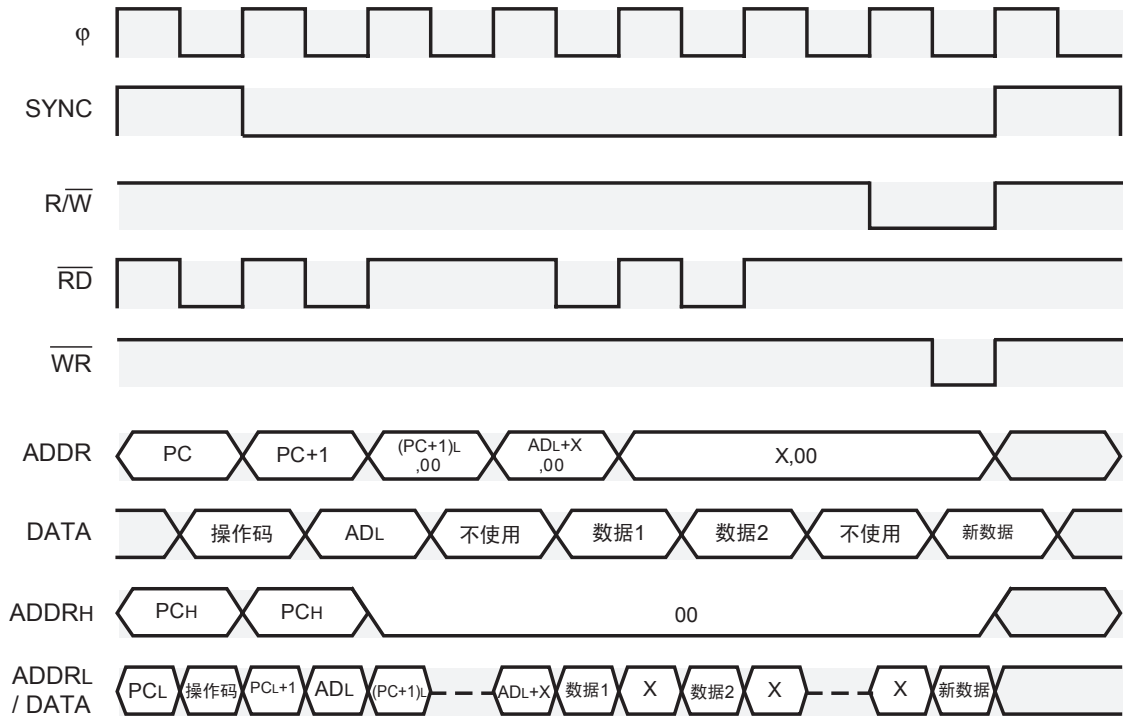 φ
SYNC
R/W
RD
WR
ADDR PC PC+1 (PC+1)L ,00 ADL+X ,00 X,00
DATA 操作码 ADL 不使用 数据1 数据2 不使用 新数据
ADDRH PCH PCH 00
ADDRL / DATA PCL 操作码 PCL+1 ADL (PC+1)L ADL+X 数据1 X 数据2 X X 新数据